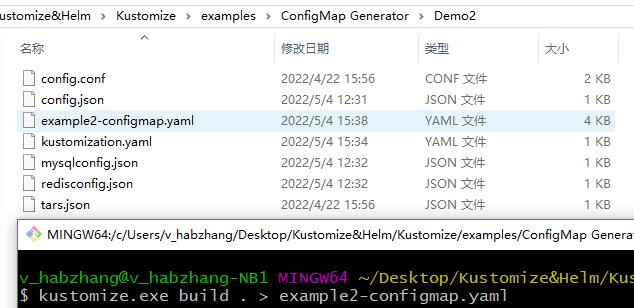 ustomize&Helm > Kustomize > examples > ConfigMap Generator > Demo2
名称 修改日期 类型 大小
config.conf 2022/4/22 15:56 CONF 文件 2 KB
config.json 2022/5/4 12:31 JSON 文件 1 KB
example2-configmap.yaml 2022/5/4 15:38 YAML 文件 4 KB
kustomization.yaml 2022/5/4 15:34 YAML 文件 1 KB
mysqlconfig.json 2022/5/4 12:32 JSON 文件 1 KB
redisconfig.json 2022/5/4 12:32 JSON 文件 1 KB
tars.json 2022/4/22 15:56 JSON 文件 1 KB
MINGW64:/c/Users/v_habzhang/Desktop/Kustomize&Helm/Kustomize/examples/ConfigMap Genera
v_habzhang@v_habzhang-NB1 MINGW64 ~/Desktop/Kustomize&Helm/Ku
$ kustomize.exe build . > example2-configmap.yaml